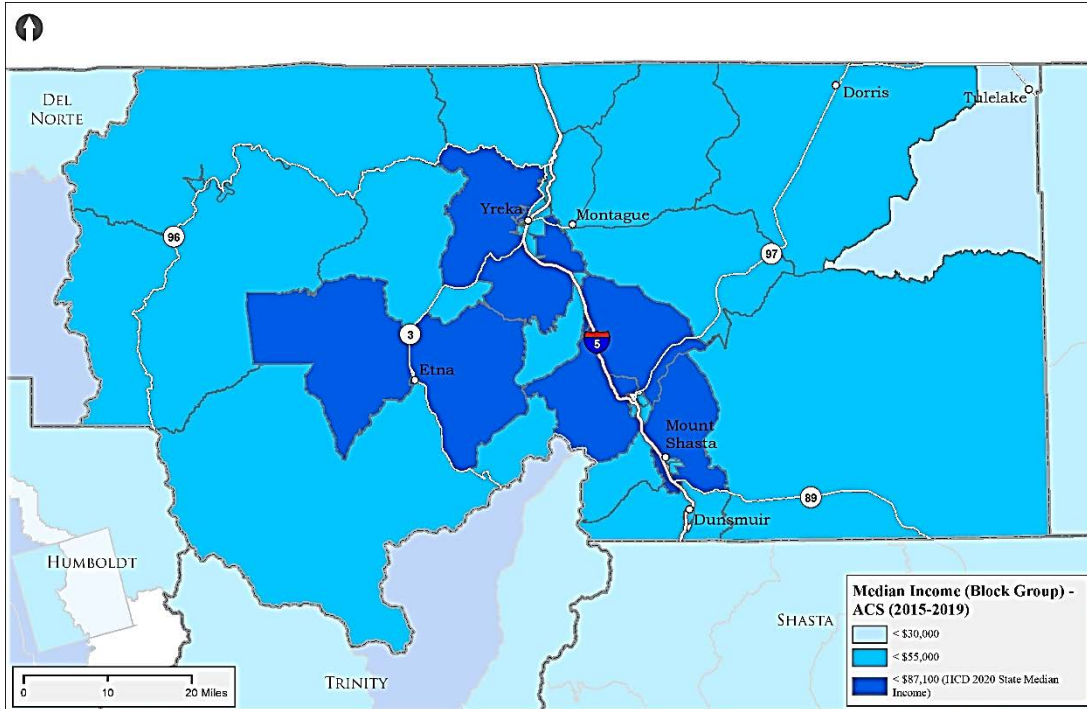 DEL
NORTE
Dorris
Tulelake
Yreka
Montague
96
97
3
5
Etna
Mount
Shasta
89
Dunsmuir
HUMBOLDT
SHASTA
TRINITY
Median Income (Block Group) -
ACS (2015-2019)
< $30,000
< $55,000
< $87,100 (HCD 2020 State Median
Income)
0 10 20 Miles